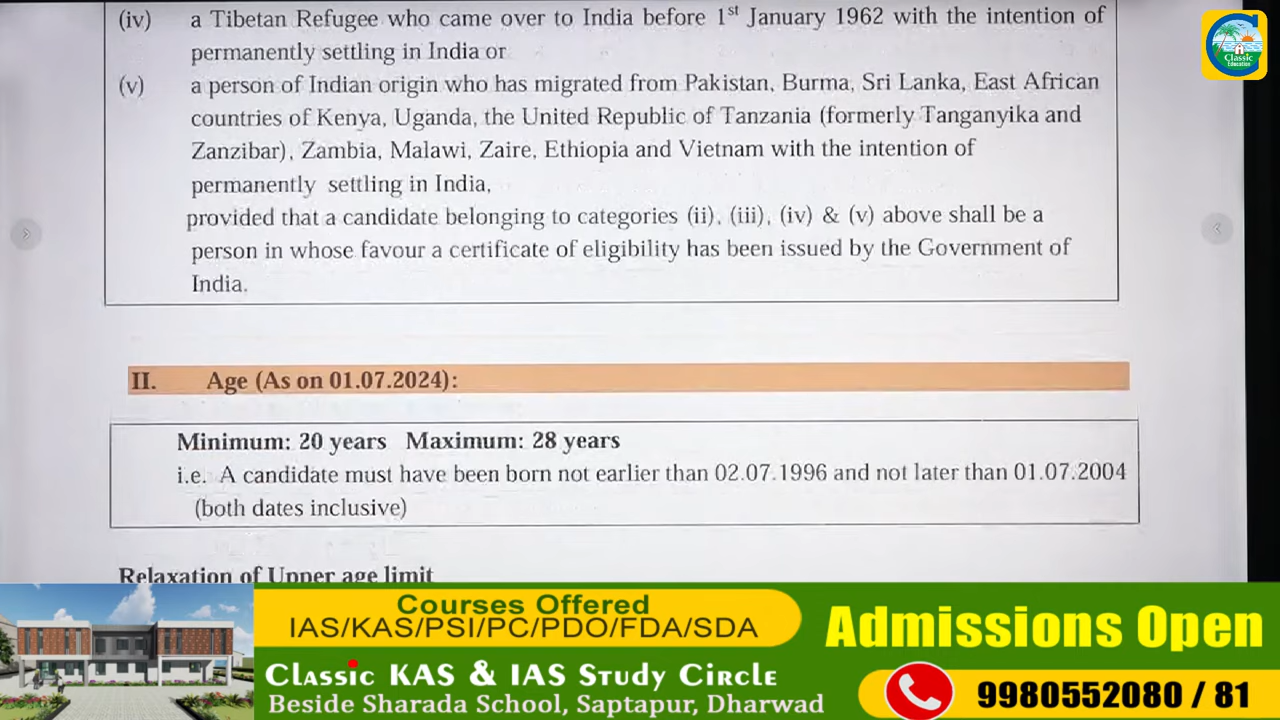 (iv) a Tibetan Refugee who came over to India before 1st January 1962 with the intention of
permanently settling in India or
(v) a person of Indian origin who has migrated from Pakistan, Burma, Sri Lanka, East African
countries of Kenya, Uganda, the United Republic of Tanzania (formerly Tanganyika and
Zanzibar), Zambia, Malawi, Zaire, Ethiopia and Vietnam with the intention of
permanently settling in India,
provided that a candidate belonging to categories (ii), (iii), (iv) & (v) above shall be a
person in whose favour a certificate of eligibility has been issued by the Government of
India.
II. Age (As on 01.07.2024):
Minimum: 20 years Maximum: 28 years
i.e. A candidate must have been born not earlier than 02.07.1996 and not later than 01.07.2004
(both dates inclusive)
Relaxation of Upper age limit
Classic
Education
Courses Offered
IAS/KAS/PSI/PC/PDO/FDA/SDA
Classic KAS & IAS Study Circle
Beside Sharada School, Saptapur, Dharwad
Admissions Open
9980552080 / 81